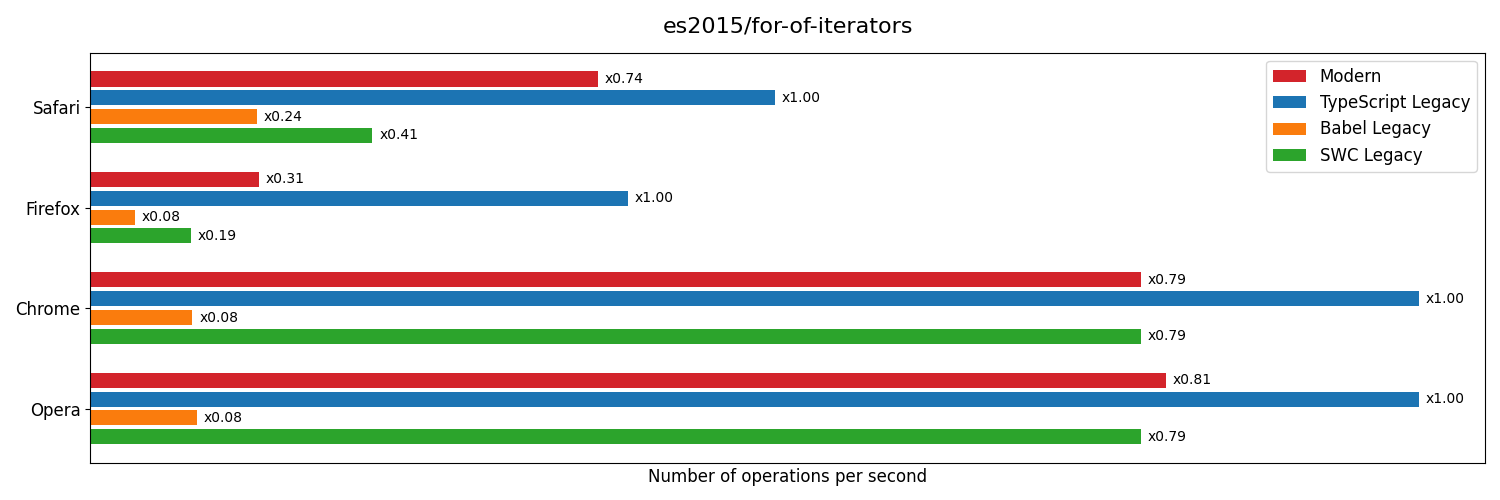 es2015/for-of-iterators
Modern
TypeScript Legacy
Babel Legacy
SWC Legacy
Safari
x0.74
x1.00
x0.24
x0.41
Firefox
x0.31
x1.00
x0.08
x0.19
Chrome
x0.79
x1.00
x0.08
x0.79
Opera
x0.81
x1.00
x0.08
x0.79
Number of operations per second